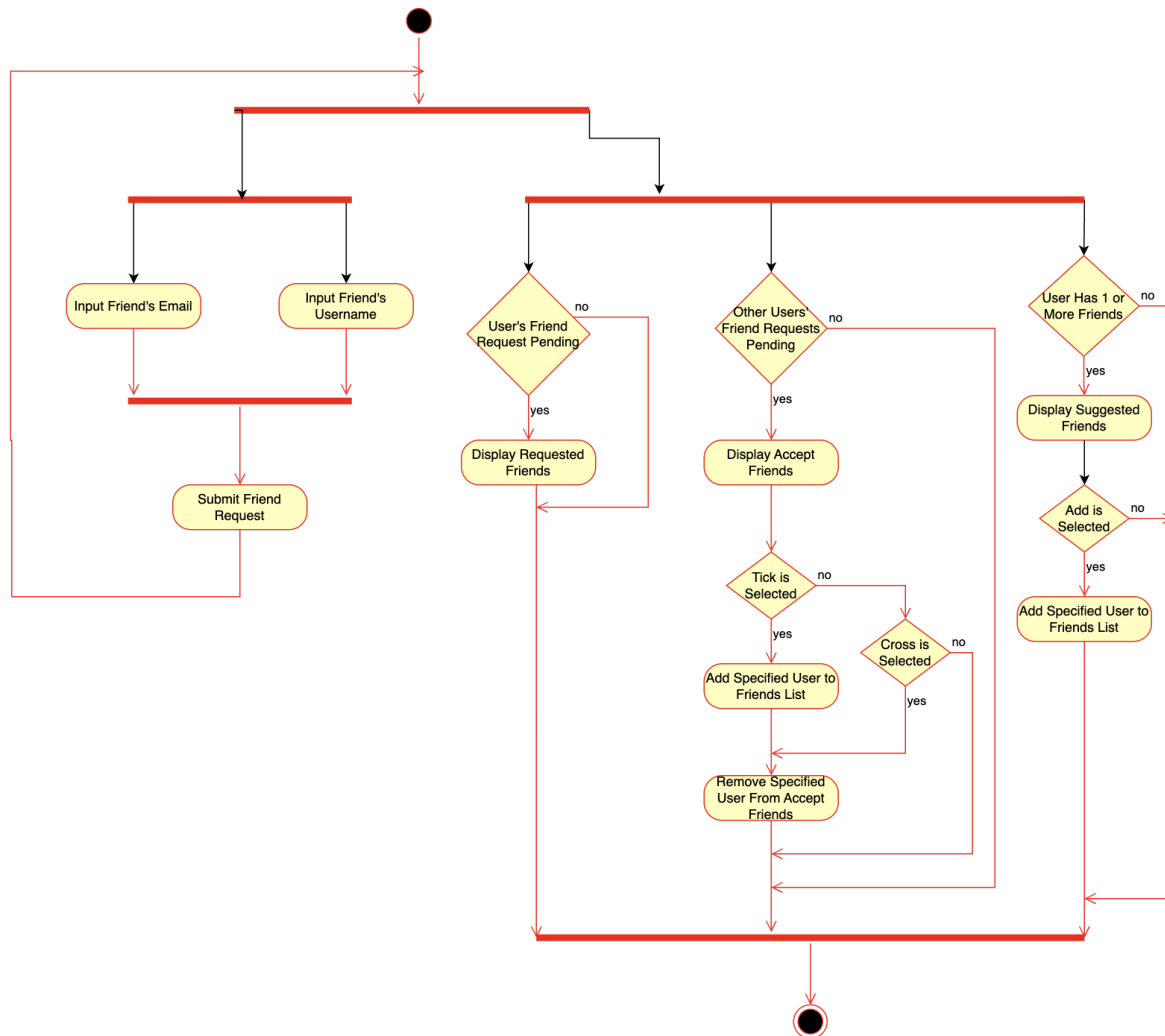 Input Friend's Email
Input Friend's
Username
Submit Friend
Request
User's Friend
Request Pending
no
yes
Display Requested
Friends
Other Users'
Friend Requests
Pending
no
yes
Display Accept
Friends
Tick is
Selected
no
yes
Cross is
Selected
no
yes
Add Specified User to
Friends List
Remove Specified
User From Accept
Friends
User Has 1 or
More Friends
no
yes
Display Suggested
Friends
Add is
Selected
no
yes
Add Specified User to
Friends List